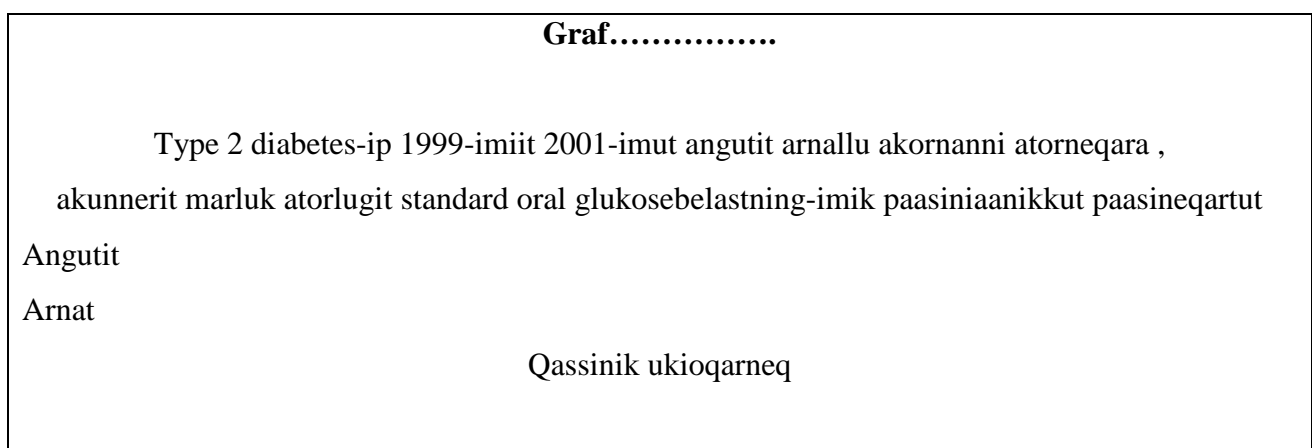 Graf…………….
Type 2 diabetes-ip 1999-imiit 2001-imut angutit arnallu akornanni atorneqara ,
akunnerit marluk atorlugit standard oral glukosebelastning-imik paasiniaanikkut paasineqartut
Angutit
Arnat
Qassinik ukioqarneq